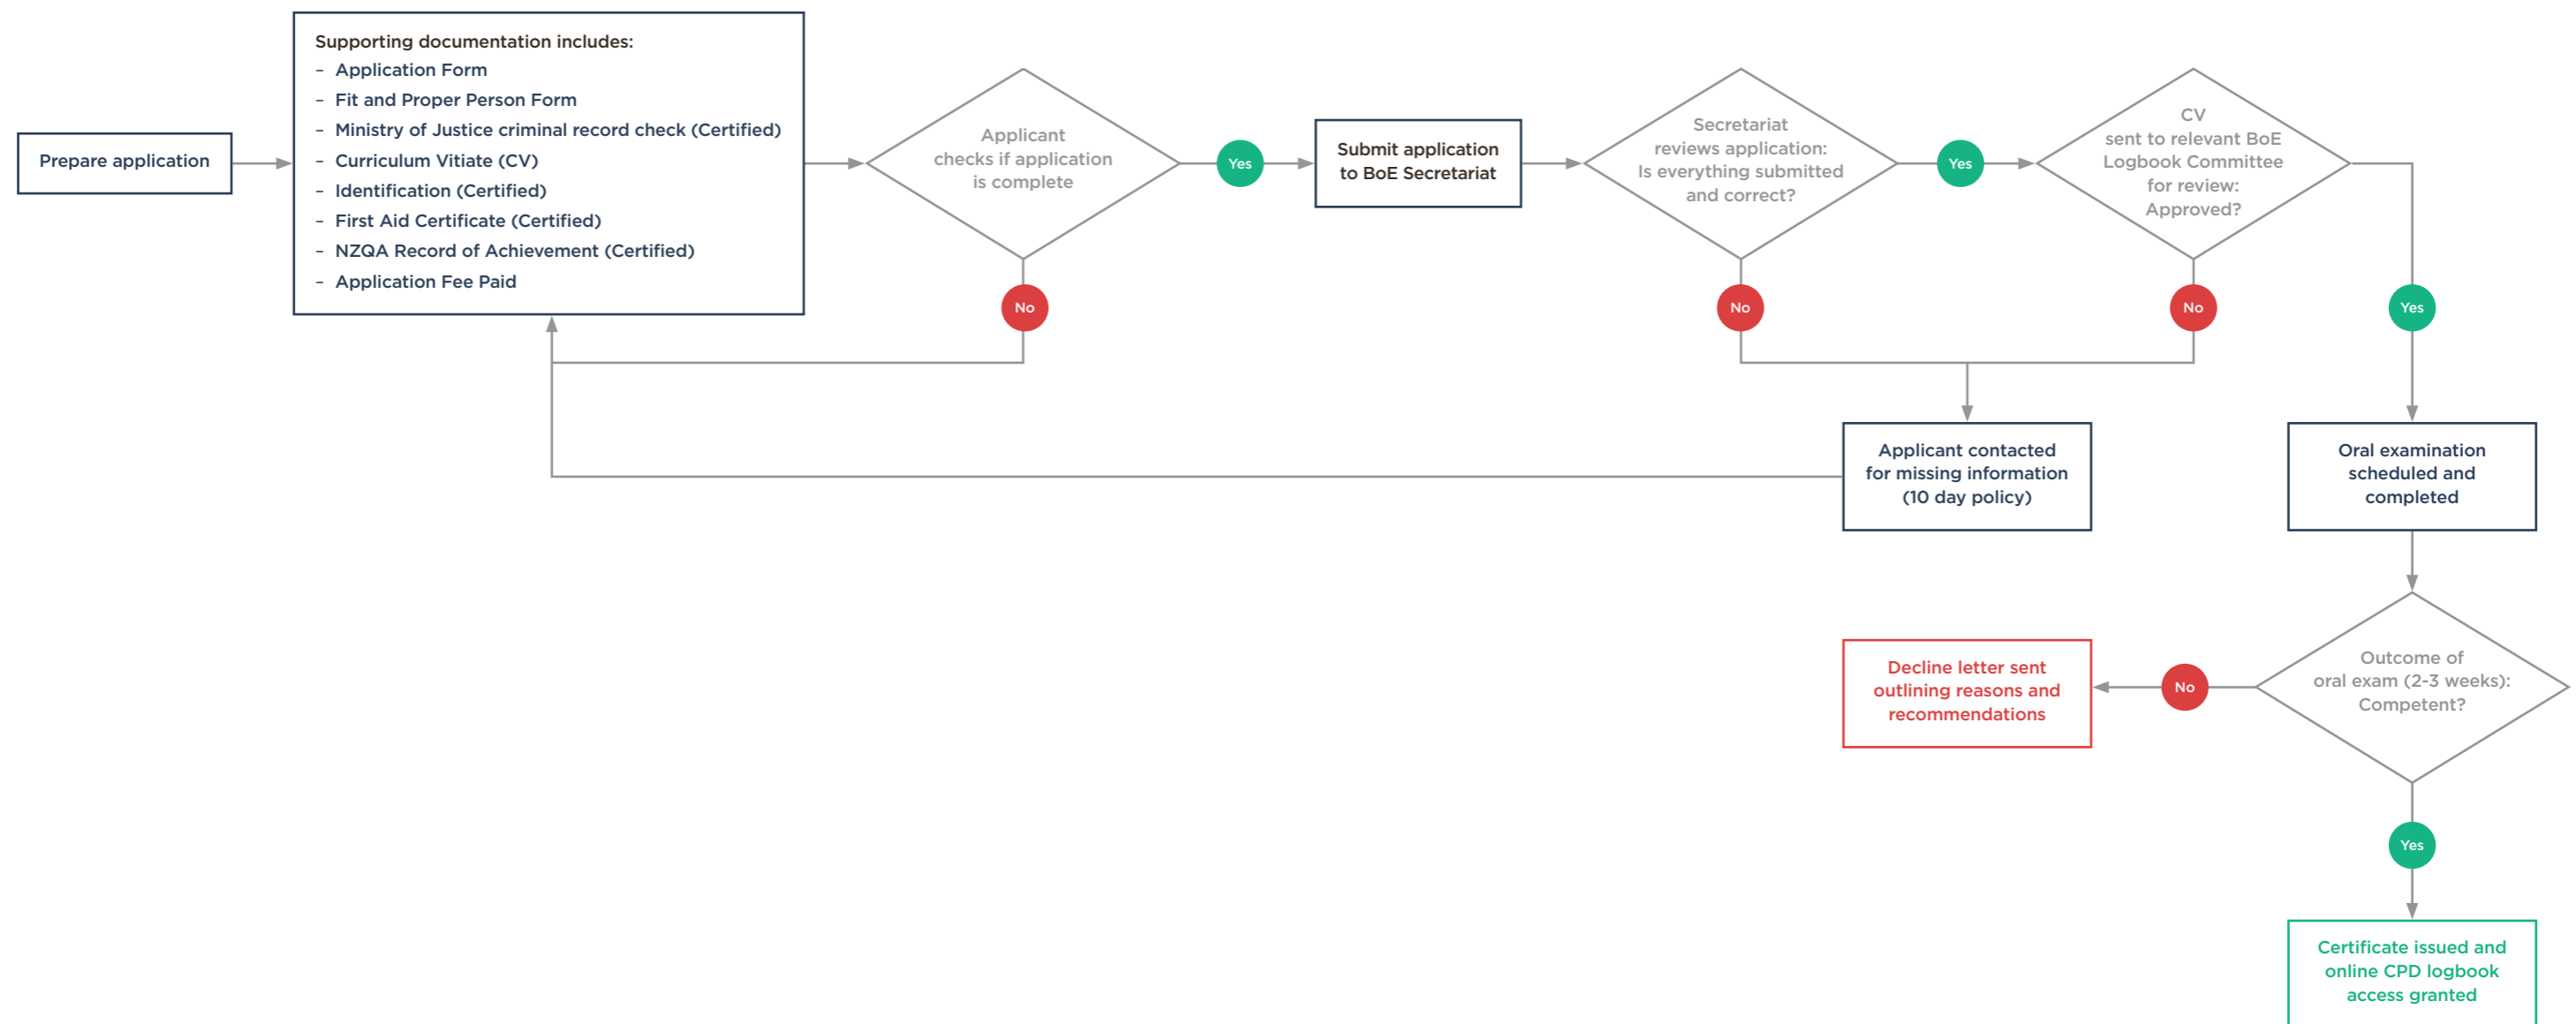 Prepare application
Supporting documentation includes:
– Application Form
– Fit and Proper Person Form
– Ministry of Justice criminal record check (Certified)
– Curriculum Vitiate (CV)
– Identification (Certified)
– First Aid Certificate (Certified)
– NZQA Record of Achievement (Certified)
– Application Fee Paid
Applicant
checks if application
is complete
Yes
No
Submit application
to BoE Secretariat
Secretariat
reviews application:
Is everything submitted
and correct?
Yes
No
CV
sent to relevant BoE
Logbook Committee
for review:
Approved?
No
Yes
Applicant contacted
for missing information
(10 day policy)
Oral examination
scheduled and
completed
Outcome of
oral exam (2-3 weeks):
Competent?
No
Decline letter sent
outlining reasons and
recommendations
Yes
Certificate issued and
online CPD logbook
access granted